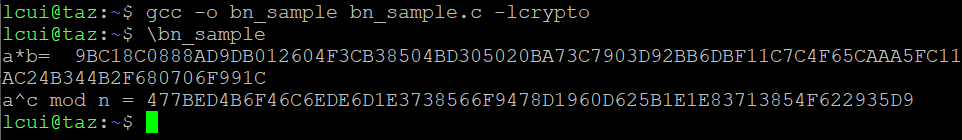 lcui@taz:~$ gcc -o bn_sample bn_sample.c -lcrypto
lcui@taz:~$ \bn_sample
a*b=  9BC18C0888AD9DB012604F3CB38504BD305020BA73C7903D92BB6DBF11C7C4F65CAAA5FC11
AC24B344B2F680706F991C
a^c mod n = 477BED4B6F46C6EDE6D1E3738566F9478D1960D625B1E1E83713854F622935D9
lcui@taz:~$